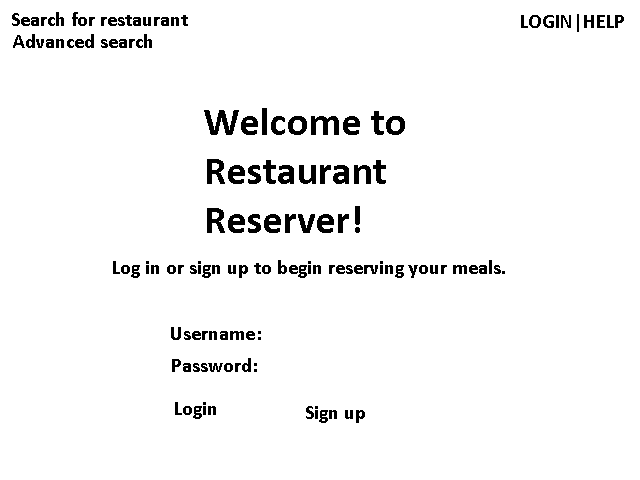 Search for restaurant
Advanced search
LOGIN|HELP
Welcome to
Restaurant
Reserver!
Log in or sign up to begin reserving your meals.
Username:
Password:
Login
Sign up